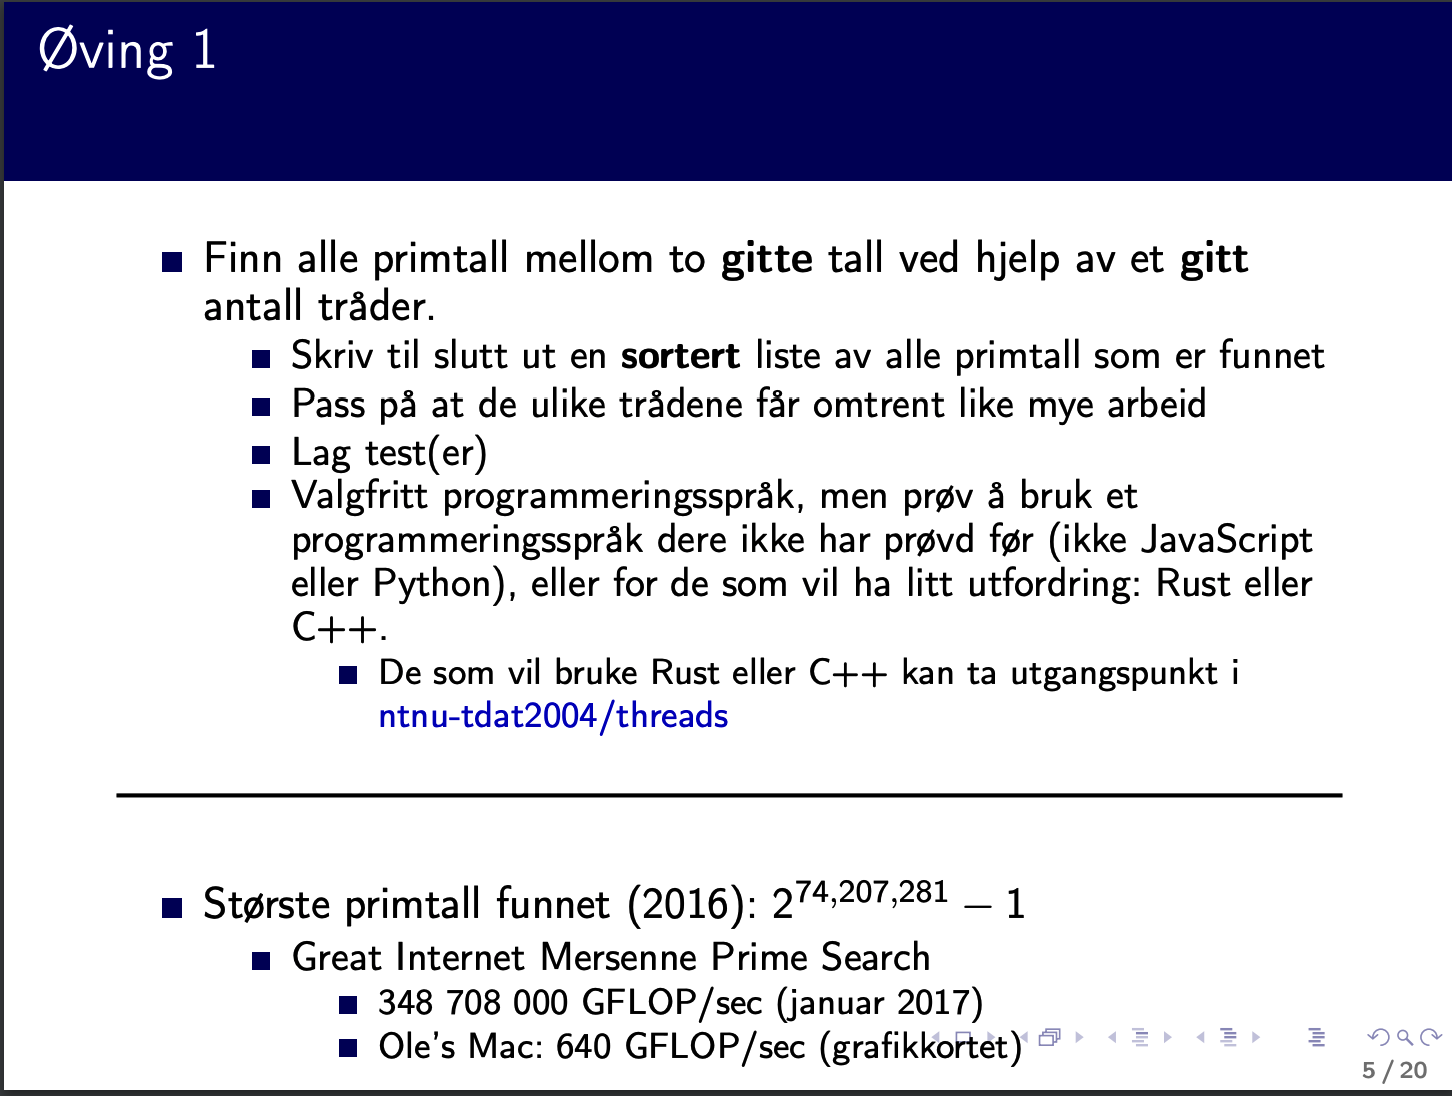 Øving 1
Finn alle primtall mellom to gitte tall ved hjelp av et gitt
antall tråder.
Skriv til slutt ut en sortert liste av alle primtall som er funnet
Pass på at de ulike trådene får omtrent like mye arbeid
Lag test(er)
Valgfritt programmeringsspråk, men prøv å bruk et
programmeringsspråk dere ikke har prøvd før (ikke JavaScript
eller Python), eller for de som vil ha litt utfordring: Rust eller
C++.
De som vil bruke Rust eller C++ kan ta utgangspunkt i
ntnu-tdat2004/threads
Største primtall funnet (2016): 2^74,207,281 − 1
Great Internet Mersenne Prime Search
348 708 000 GFLOP/sec (januar 2017)
Ole's Mac: 640 GFLOP/sec (grafikkortet)
5 / 20